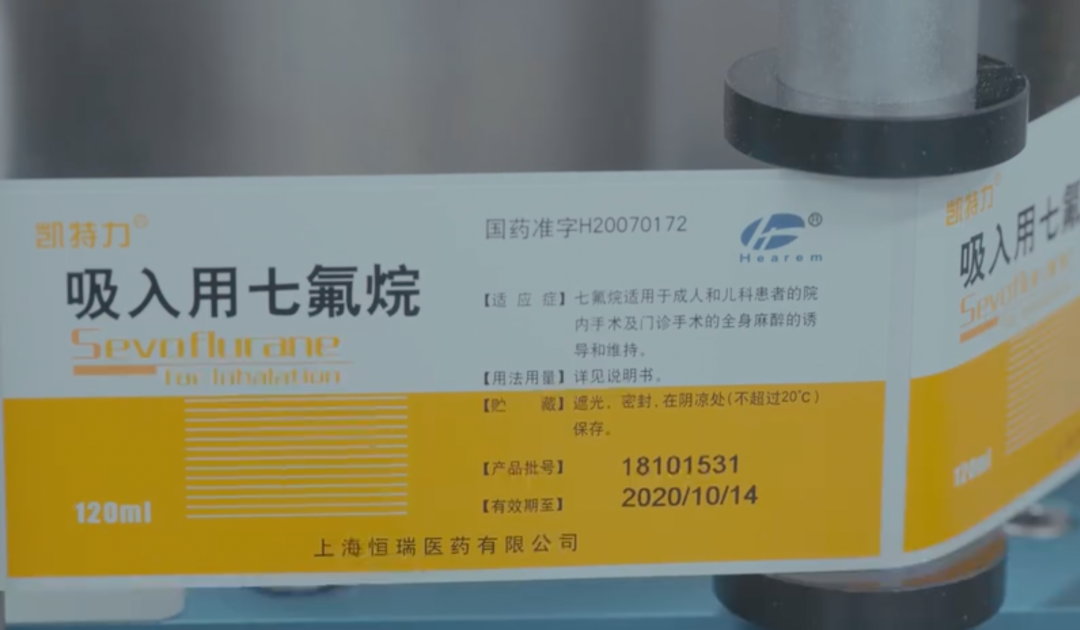 凯特力®
吸入用七氟烷
Sevoflurane
For Inhalation
120ml
国药准字H20070172
Hearem®
【适应症】七氟烷适用于成人和儿科患者的院
内手术及门诊手术的全身麻醉的诱
导和维持。
【用法用量】详见说明书。
【贮藏】遮光，密封，在阴凉处(不超过20℃)
保存。
【产品批号】 18101531
【有效期至】 2020/10/14
上海恒瑞医药有限公司
凯特力®
吸入用七氟
120ml